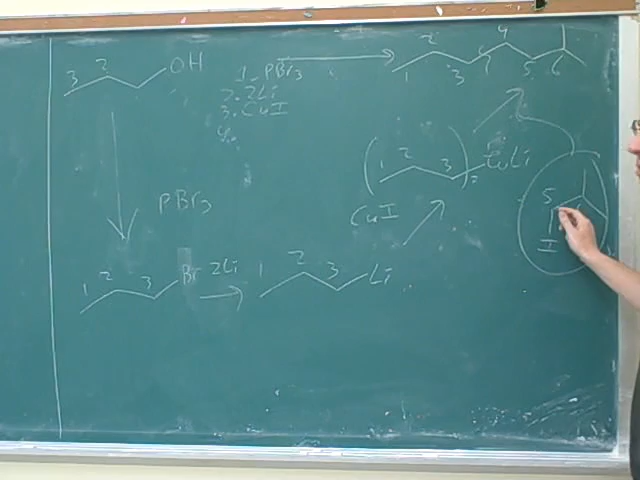 3 2 OH
1. PBr3
2. 2Li
3. CuI
4.
1 2 3 4 5 6
PBr3
1 2 3 Br
2Li
1 2 3 Li
CuI
(1 2 3)2 CuLi
5
I